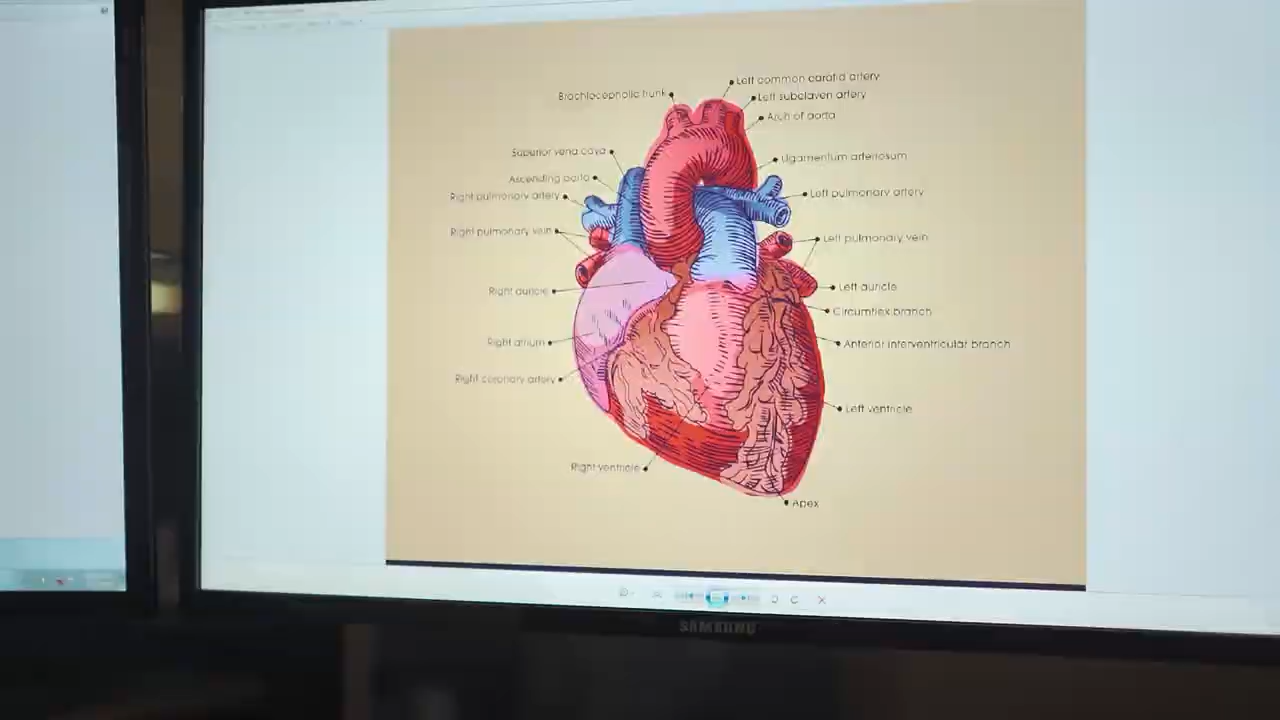 Left common carotid artery
Brachiocephalic trunk
Left subclaven artery
Arch of aorta
Superior vena cava
Ligamentum arteriosum
Ascending aorta
Right pulmonary artery
Left pulmonary artery
Right pulmonary vein
Left pulmonary vein
Right auricle
Left auricle
Circumflex branch
Right atrium
Anterior interventricular branch
Right coronary artery
Left ventricle
Right ventricle
Apex
SAMSUNG